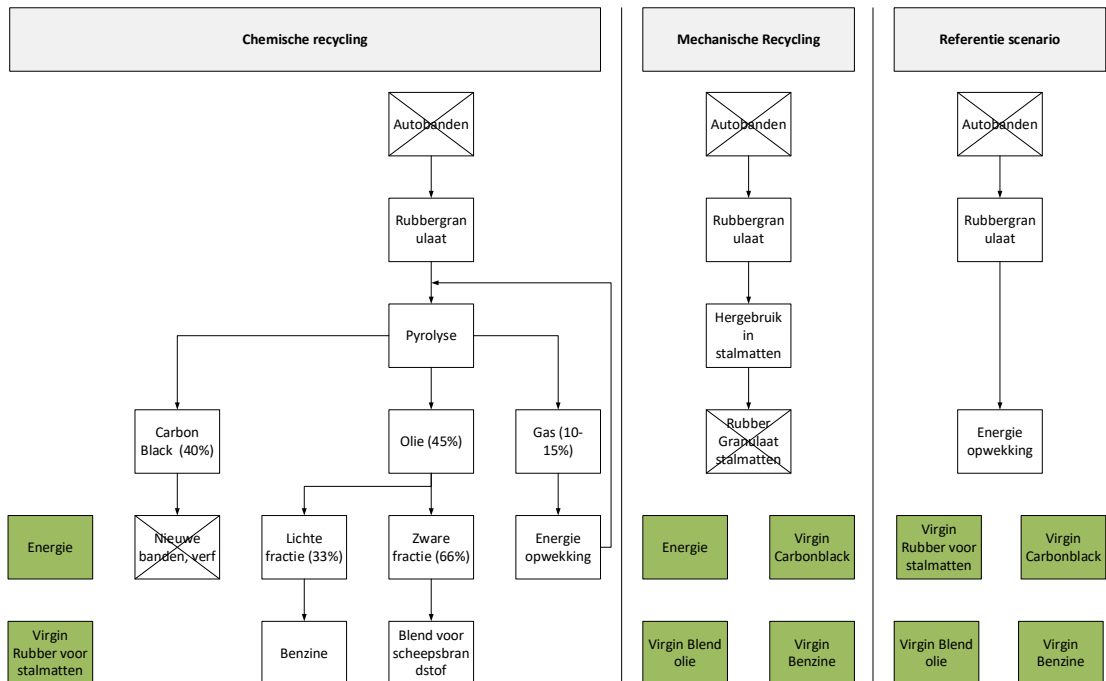 Chemische recycling
Mechanische Recycling
Referentie scenario
Autobanden
Autobanden
Autobanden
Rubbergran
ulaat
Rubbergran
ulaat
Rubbergran
ulaat
Pyrolyse
Hergebruik
in
stalmatten
Carbon
Black (40%)
Olie (45%)
Gas (10-
15%)
Rubber
Granulaat
stalmatten
Energie
opwekking
Energie
Nieuwe
banden, verf
Lichte
fractie (33%)
Zware
fractie (66%)
Energie
opwekking
Energie
Virgin
Carbonblack
Virgin
Rubber voor
stalmatten
Virgin
Carbonblack
Virgin
Rubber voor
stalmatten
Benzine
Blend voor
scheepsbran
dstof
Virgin Blend
olie
Virgin
Benzine
Virgin Blend
olie
Virgin
Benzine